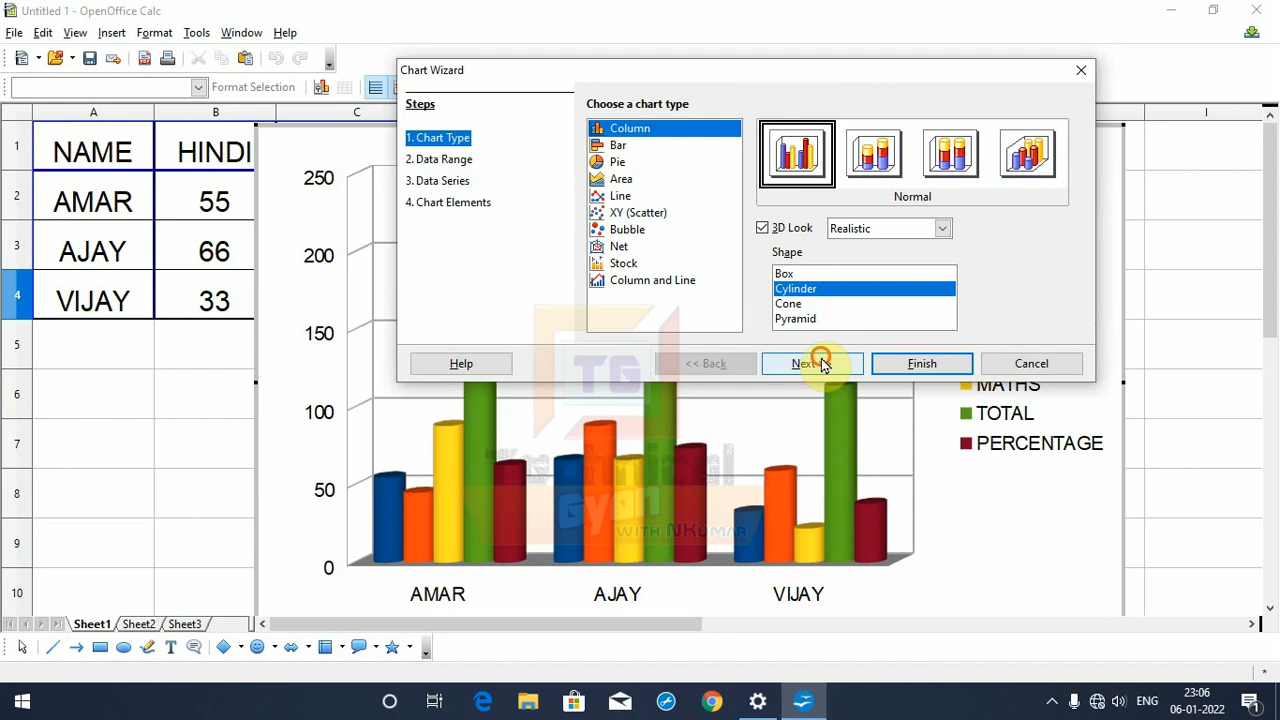 Untitled 1 - OpenOffice Calc
File Edit View Insert Format Tools Window Help
Format Selection
A B C I
1 NAME HINDI
2 AMAR 55
3 AJAY 66
4 VIJAY 33
5
6
7
8
9
10
Chart Wizard
Steps
1. Chart Type
2. Data Range
3. Data Series
4. Chart Elements
Choose a chart type
Column
Bar
Pie
Area
Line
XY (Scatter)
Bubble
Net
Stock
Column and Line
Normal
3D Look Realistic
Shape
Box
Cylinder
Cone
Pyramid
Help << Back Next Finish Cancel
250
200
150
100
50
0
AMAR AJAY VIJAY
MATHS
TOTAL
PERCENTAGE
TG
Gyan
WITH NKUMAR
Sheet1 Sheet2 Sheet3
ENG
23:06
06-01-2022
1